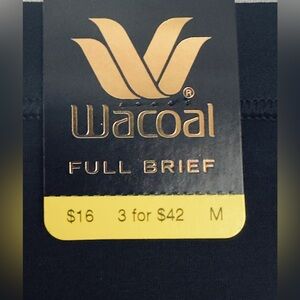 Wacoal®
FULL BRIEF
$16 3 for $42 M